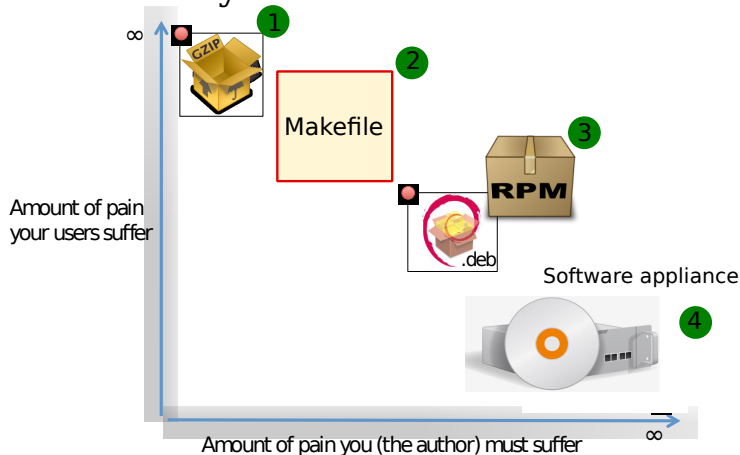 y
1
∞
GZIP
2
Makefile
3
RPM
Amount of pain
your users suffer
.deb
Software appliance
4
∞
Amount of pain you (the author) must suffer